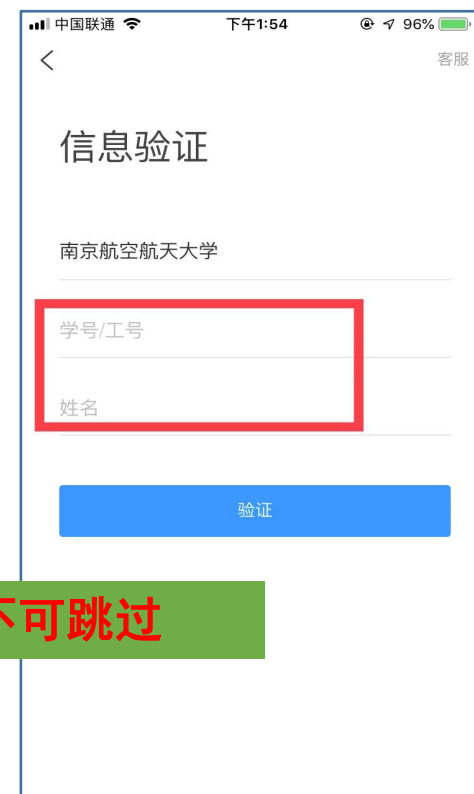 中国联通 下午1:54 96%
客服
信息验证
南京航空航天大学
学号/工号
姓名
验证
不可跳过